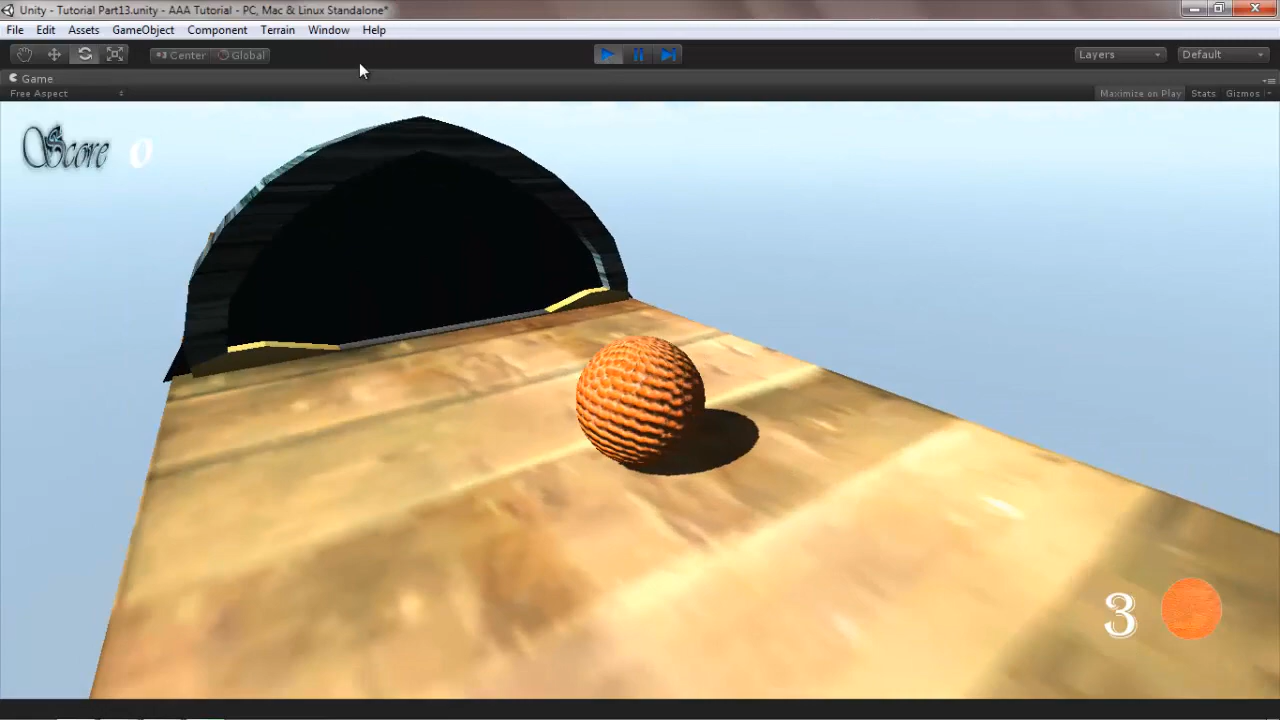 Unity - Tutorial Part13.unity - AAA Tutorial - PC, Mac & Linux Standalone*
File Edit Assets GameObject Component Terrain Window Help
Center Global Layers Default
Game
Free Aspect Maximize on Play Stats Gizmos
Score 0
3